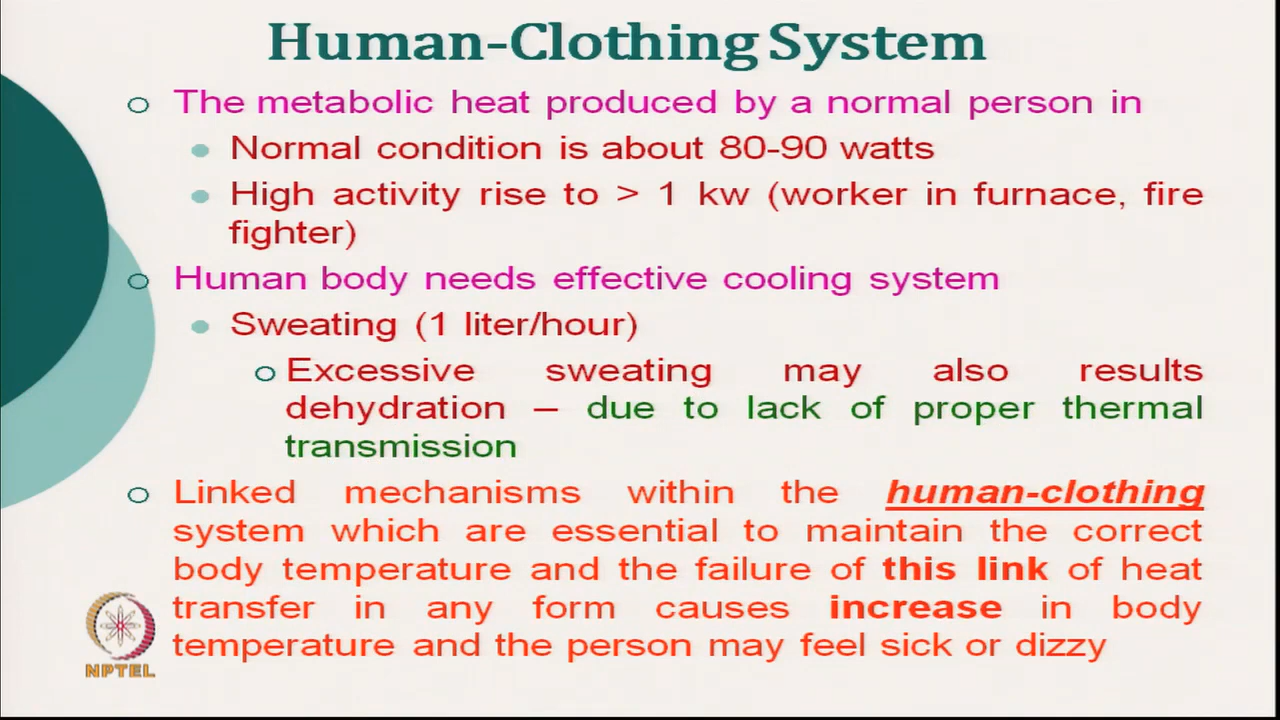 Human-Clothing System
The metabolic heat produced by a normal person in
Normal condition is about 80-90 watts
High activity rise to > 1 kw (worker in furnace, fire
fighter)
Human body needs effective cooling system
Sweating (1 liter/hour)
Excessive sweating may also results
dehydration – due to lack of proper thermal
transmission
Linked mechanisms within the human-clothing
system which are essential to maintain the correct
body temperature and the failure of this link of heat
transfer in any form causes increase in body
temperature and the person may feel sick or dizzy
NPTEL